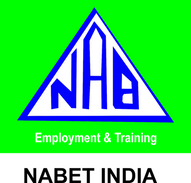 NAB
Employment & Training
NABET INDIA